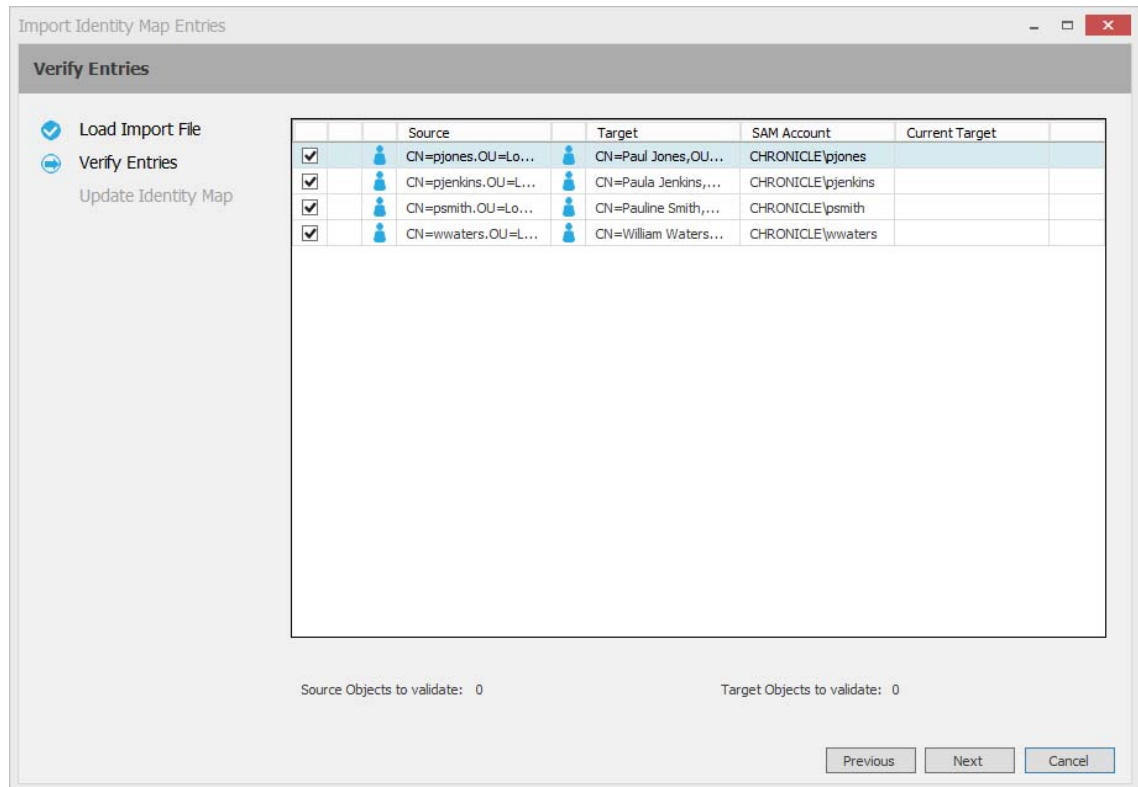 Import Identity Map Entries
Verify Entries
Load Import File
Verify Entries
Update Identity Map
Source Target SAM Account Current Target
CN=pjones.OU=Lo... CN=Paul Jones,OU... CHRONICLE\pjones
CN=pjenkins.OU=L... CN=Paula Jenkins,... CHRONICLE\pjenkins
CN=psmith.OU=Lo... CN=Pauline Smith,... CHRONICLE\psmith
CN=wwaters.OU=L... CN=William Waters... CHRONICLE\wwaters
Source Objects to validate: 0 Target Objects to validate: 0
Previous Next Cancel